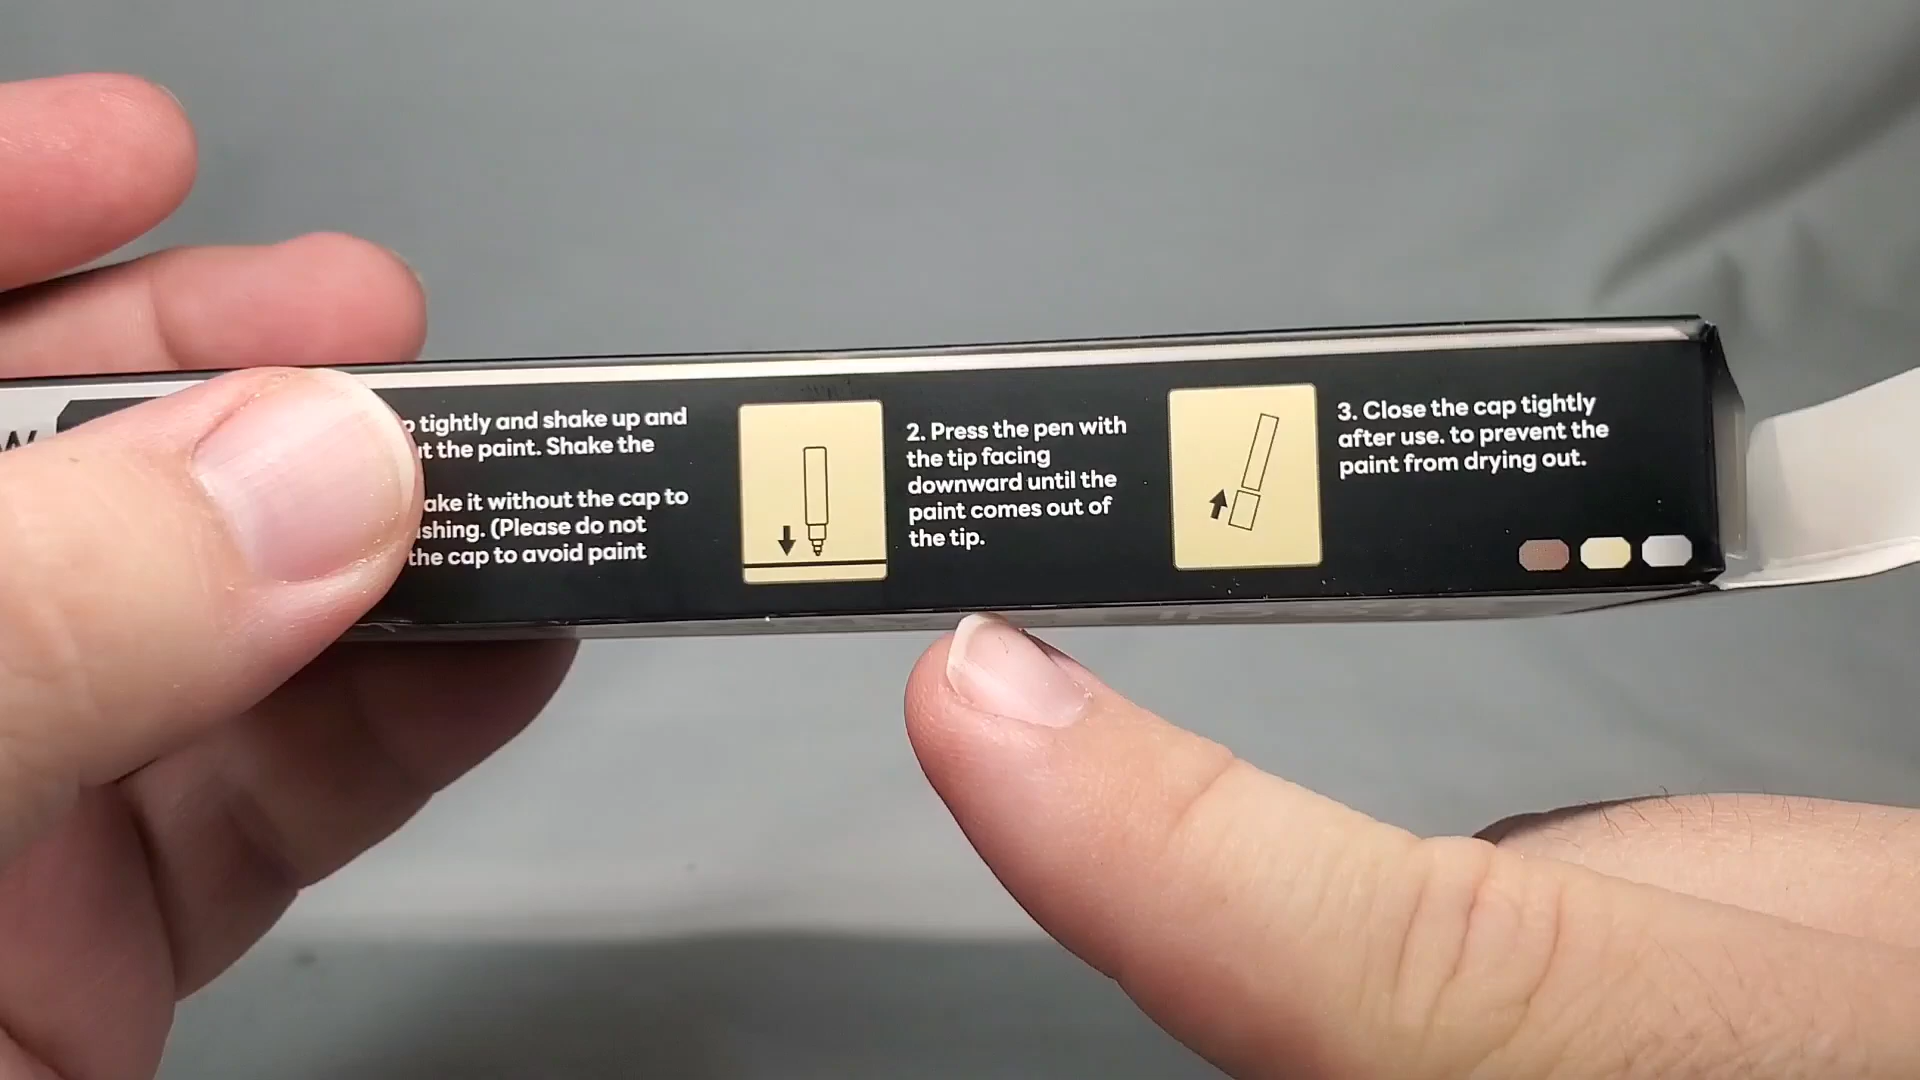 tightly and shake up and
the paint. Shake the
it without the cap to
(Please do not
the cap to avoid paint
2. Press the pen with
the tip facing
downward until the
paint comes out of
the tip.
3. Close the cap tightly
after use. to prevent the
paint from drying out.